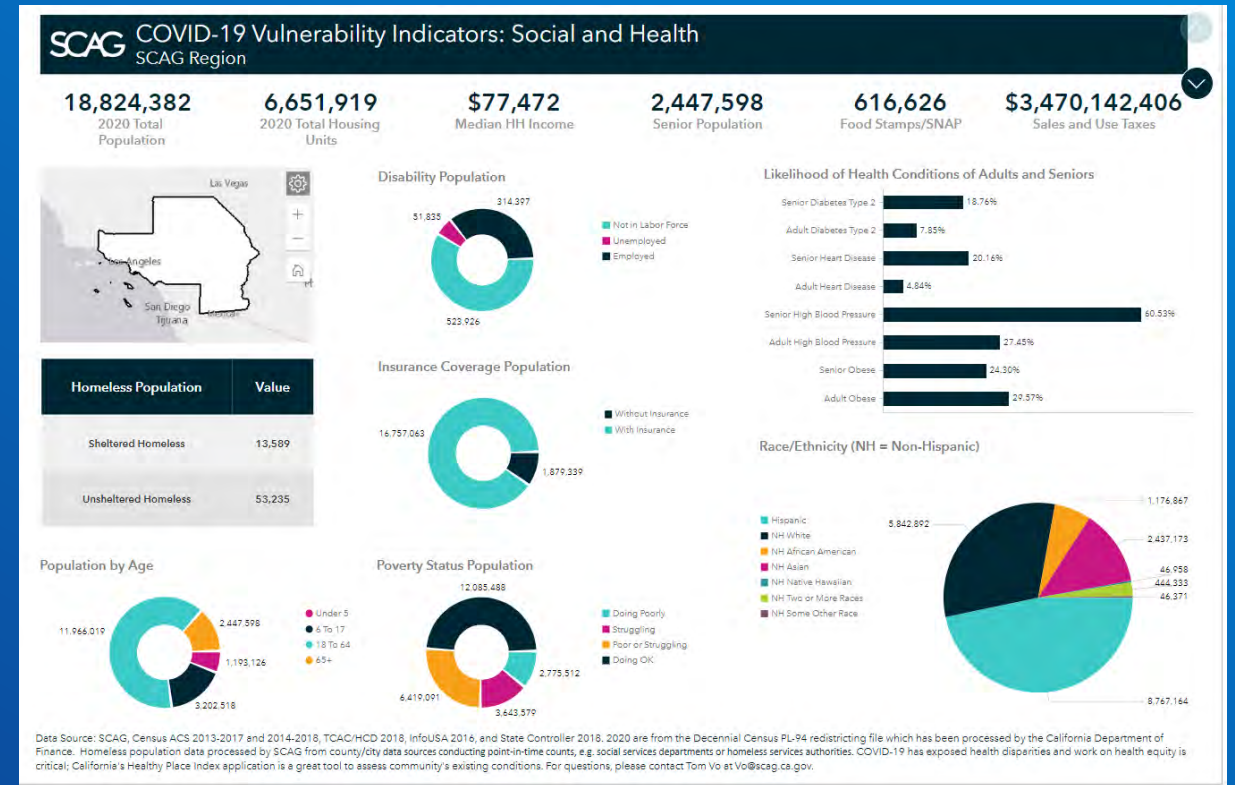 SCAG
COVID-19 Vulnerability Indicators: Social and Health
SCAG Region
18,824,382
2020 Total
Population
6,651,919
2020 Total Housing
Units
$77,472
Median HH Income
2,447,598
Senior Population
616,626
Food Stamps/SNAP
$3,470,142,406
Sales and Use Taxes
Las Vegas
Los Angeles
San Diego
Tijuana
Mexicali
+
−
Homeless Population Value
Sheltered Homeless 13,589
Unsheltered Homeless 53,235
Disability Population
314,397
51,835
523,926
Not in Labor Force
Unemployed
Employed
Insurance Coverage Population
16,757,063
1,879,339
Without Insurance
With Insurance
Likelihood of Health Conditions of Adults and Seniors
Senior Diabetes Type 2 18.76%
Adult Diabetes Type 2 7.85%
Senior Heart Disease 20.16%
Adult Heart Disease 4.84%
Senior High Blood Pressure 60.53%
Adult High Blood Pressure 27.45%
Senior Obese 24.30%
Adult Obese 29.57%
Race/Ethnicity (NH = Non-Hispanic)
Hispanic
NH White
NH African American
NH Asian
NH Native Hawaiian
NH Two or More Races
NH Some Other Race
5,842,892
1,176,867
2,437,173
46,958
444,333
46,371
8,767,164
Population by Age
11,966,019
2,447,598
1,193,126
3,202,518
Under 5
6 To 17
18 To 64
65+
Poverty Status Population
12,085,488
2,775,512
3,643,579
6,419,091
Doing Poorly
Struggling
Poor or Struggling
Doing OK
Data Source: SCAG, Census ACS 2013-2017 and 2014-2018, TCAC/HCD 2018, InfoUSA 2016, and State Controller 2018. 2020 are from the Decennial Census PL-94 redistricting file which has been processed by the California Department of
Finance. Homeless population data processed by SCAG from county/city data sources conducting point-in-time counts, e.g. social services departments or homeless services authorities. COVID-19 has exposed health disparities and work on health equity is
critical; California's Healthy Place Index application is a great tool to assess community's existing conditions. For questions, please contact Tom Vo at Vo@scag.ca.gov.